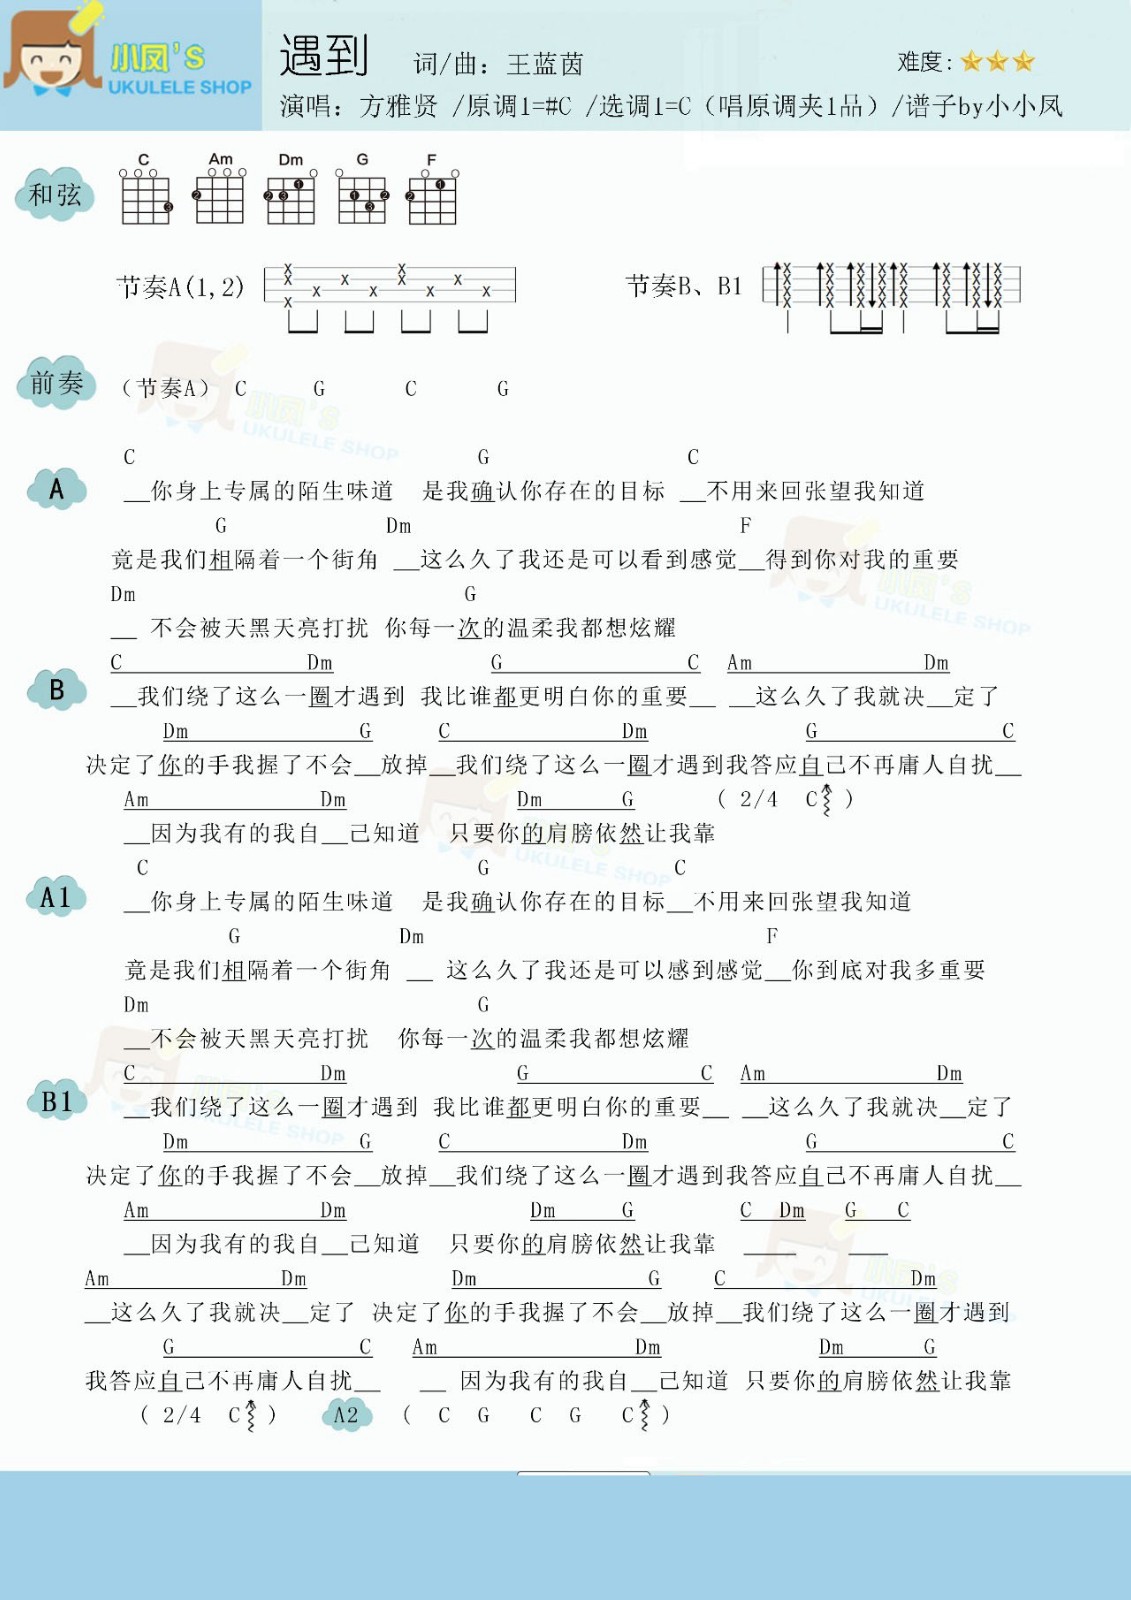 小凤'S
UKULELE SHOP
遇到 词/曲：王蓝茵 难度：
演唱：方雅贤 /原调1=#C /选调1=C（唱原调夹1品）/谱子by小小凤
和弦 C Am Dm G F
节奏A(1,2) 节奏B、B1
前奏 （节奏A） C G C G
C G C
A __你身上专属的陌生味道 是我确认你存在的目标 __不用来回张望我知道
G Dm F
竟是我们相隔着一个街角 __这么久了我还是可以看到感觉__得到你对我的重要
Dm G
__ 不会被天黑天亮打扰 你每一次的温柔我都想炫耀
C Dm G C Am Dm
B __我们绕了这么一圈才遇到 我比谁都更明白你的重要__ __这么久了我就决__定了
Dm G C Dm G C
决定了你的手我握了不会__放掉__我们绕了这么一圈才遇到我答应自己不再庸人自扰__
Am Dm Dm G ( 2/4 C )
__因为我有的我自__己知道 只要你的肩膀依然让我靠
C G C
A1 __你身上专属的陌生味道 是我确认你存在的目标__不用来回张望我知道
G Dm F
竟是我们相隔着一个街角 __ 这么久了我还是可以感到感觉__你到底对我多重要
Dm G
__不会被天黑天亮打扰 你每一次的温柔我都想炫耀
C Dm G C Am Dm
B1 __我们绕了这么一圈才遇到 我比谁都更明白你的重要__ __这么久了我就决__定了
Dm G C Dm G C
决定了你的手我握了不会__放掉__我们绕了这么一圈才遇到我答应自己不再庸人自扰__
Am Dm Dm G C Dm G C
__因为我有的我自__己知道 只要你的肩膀依然让我靠 ____ ___
Am Dm Dm G C Dm
__这么久了我就决__定了 决定了你的手我握了不会__放掉__我们绕了这么一圈才遇到
G C Am Dm Dm G
我答应自己不再庸人自扰__ __ 因为我有的我自__己知道 只要你的肩膀依然让我靠
( 2/4 C ) A2 ( C G C G C )